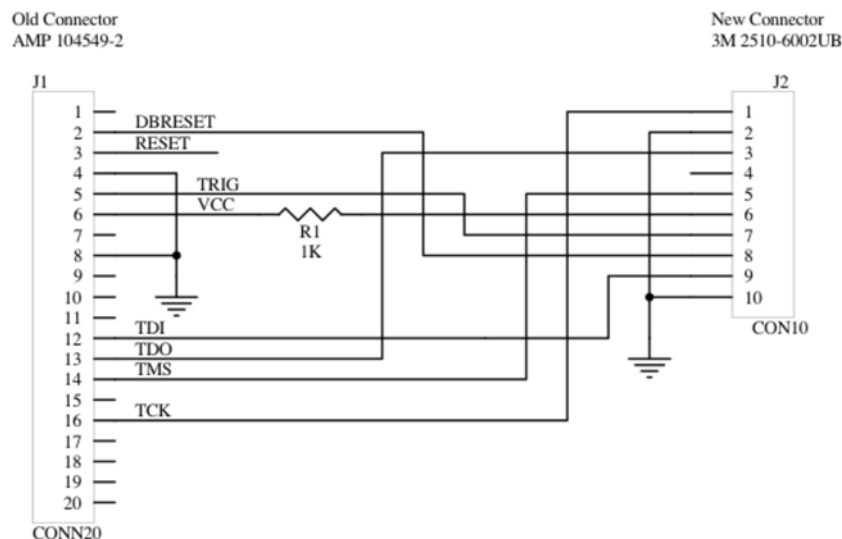 Old Connector
AMP 104549-2
New Connector
3M 2510-6002UB
J1
J2
1
2
3
4
5
6
7
8
9
10
11
12
13
14
15
16
17
18
19
20
DBRESET
RESET
TRIG
VCC
R1
1K
TDI
TDO
TMS
TCK
1
2
3
4
5
6
7
8
9
10
CON10
CONN20